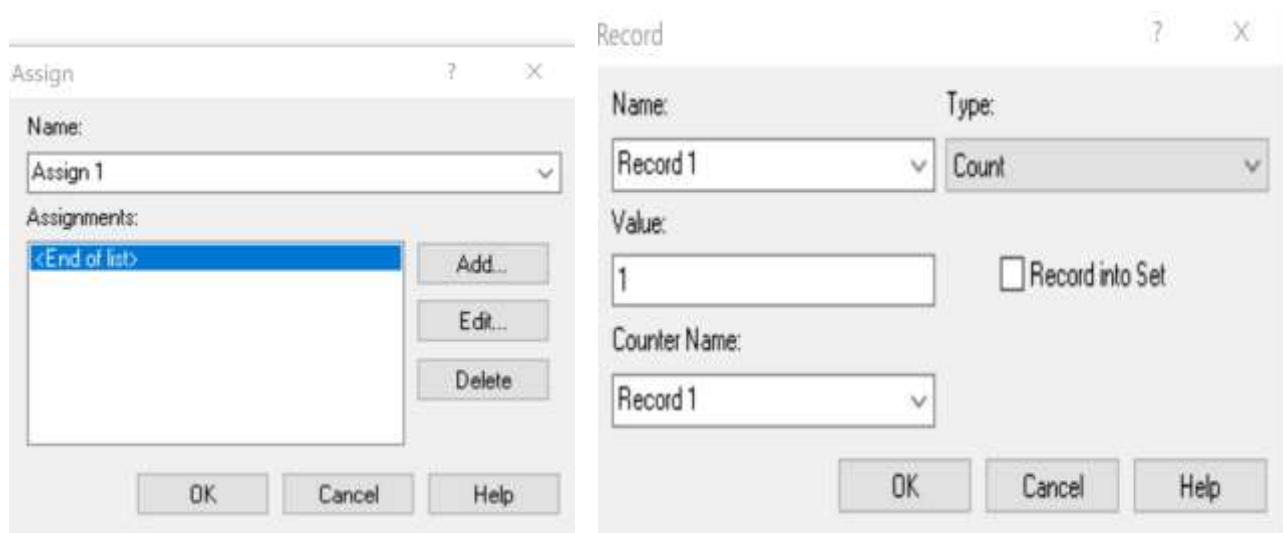 Assign ? ×
Name:
Assign 1
Assignments:
<End of list>
Add...
Edit...
Delete
OK Cancel Help
Record ? ×
Name: Type:
Record 1 Count
Value:
1 Record into Set
Counter Name:
Record 1
OK Cancel Help